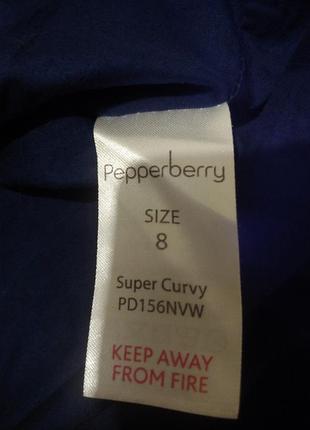 Pepperberry
SIZE
8
Super Curvy
PD156NVW
KEEP AWAY
FROM FIRE